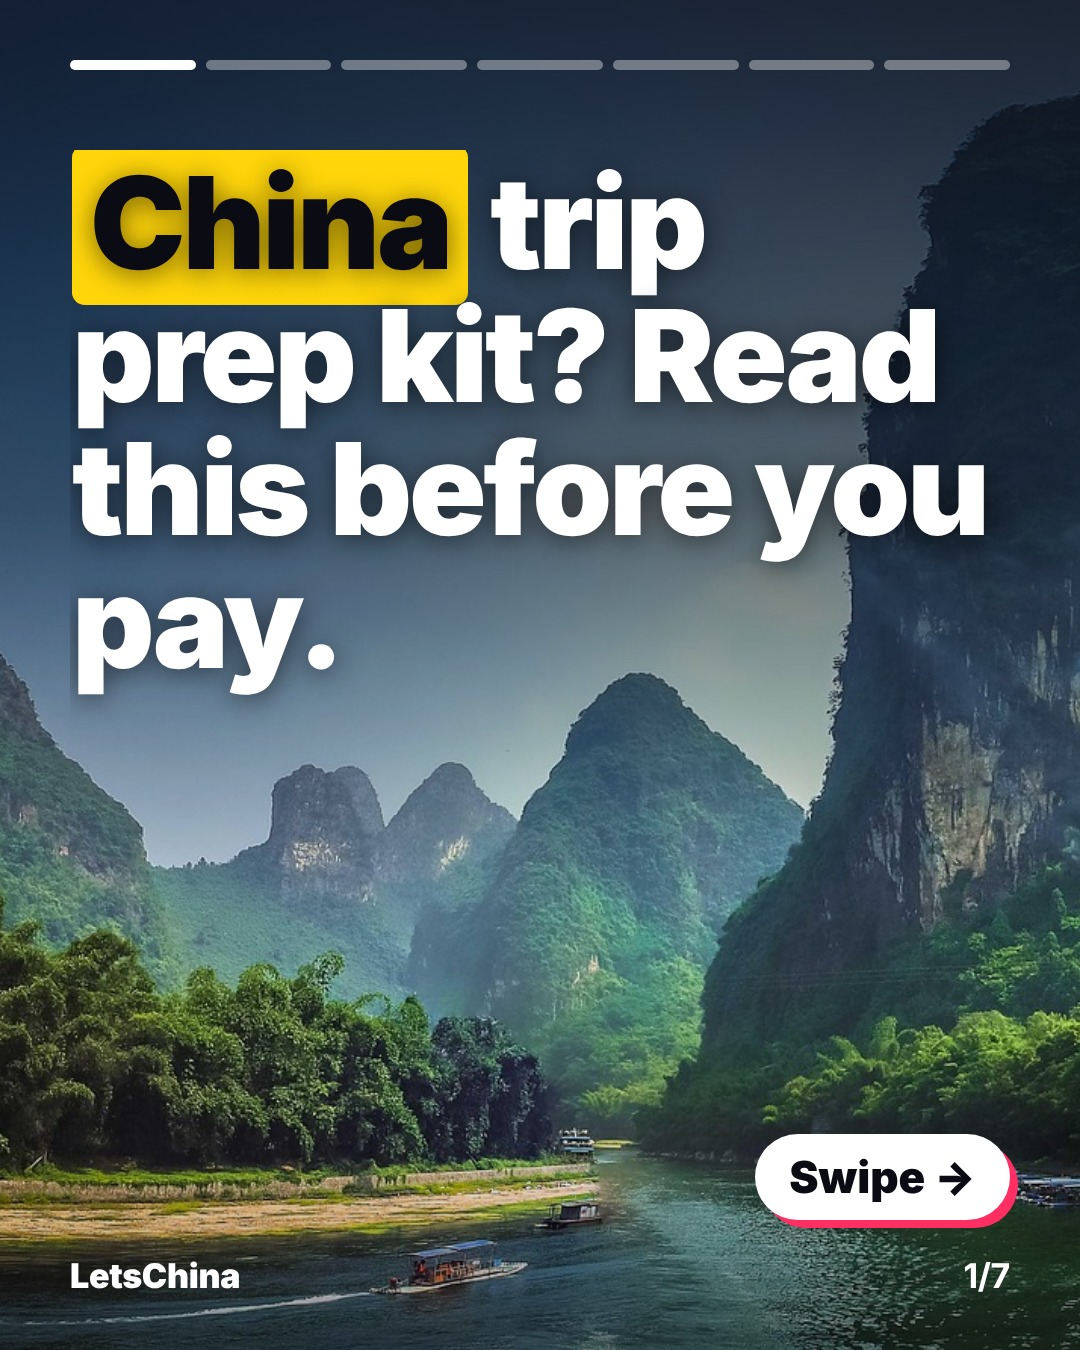 China trip
prep kit? Read
this before you
pay.
Swipe →
LetsChina
1/7